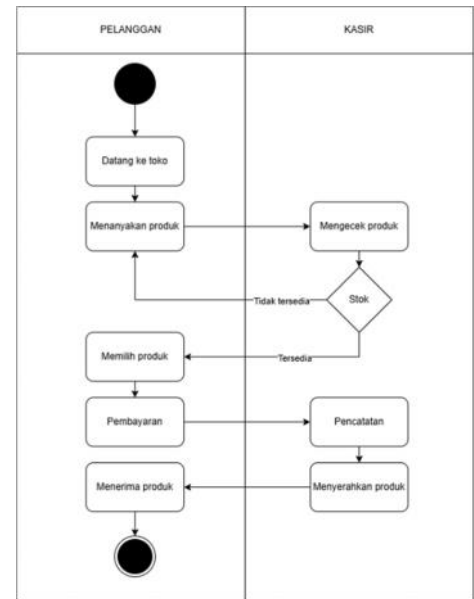 PELANGGAN
KASIR
Datang ke toko
Menanyakan produk
Mengecek produk
Stok
Tidak tersedia
Memilih produk
Tersedia
Pembayaran
Pencatatan
Menerima produk
Menyerahkan produk